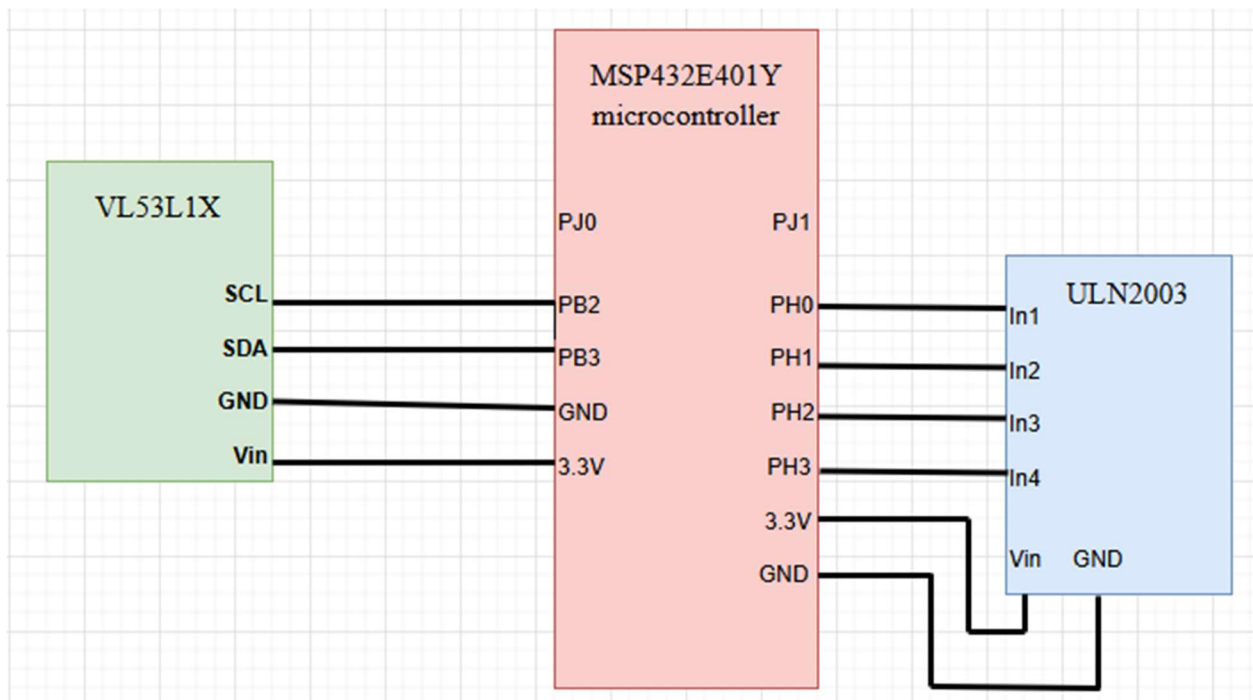 MSP432E401Y
microcontroller
VL53L1X
SCL
SDA
GND
Vin
PJ0
PB2
PB3
GND
3.3V
PJ1
PH0
PH1
PH2
PH3
3.3V
GND
ULN2003
In1
In2
In3
In4
Vin GND